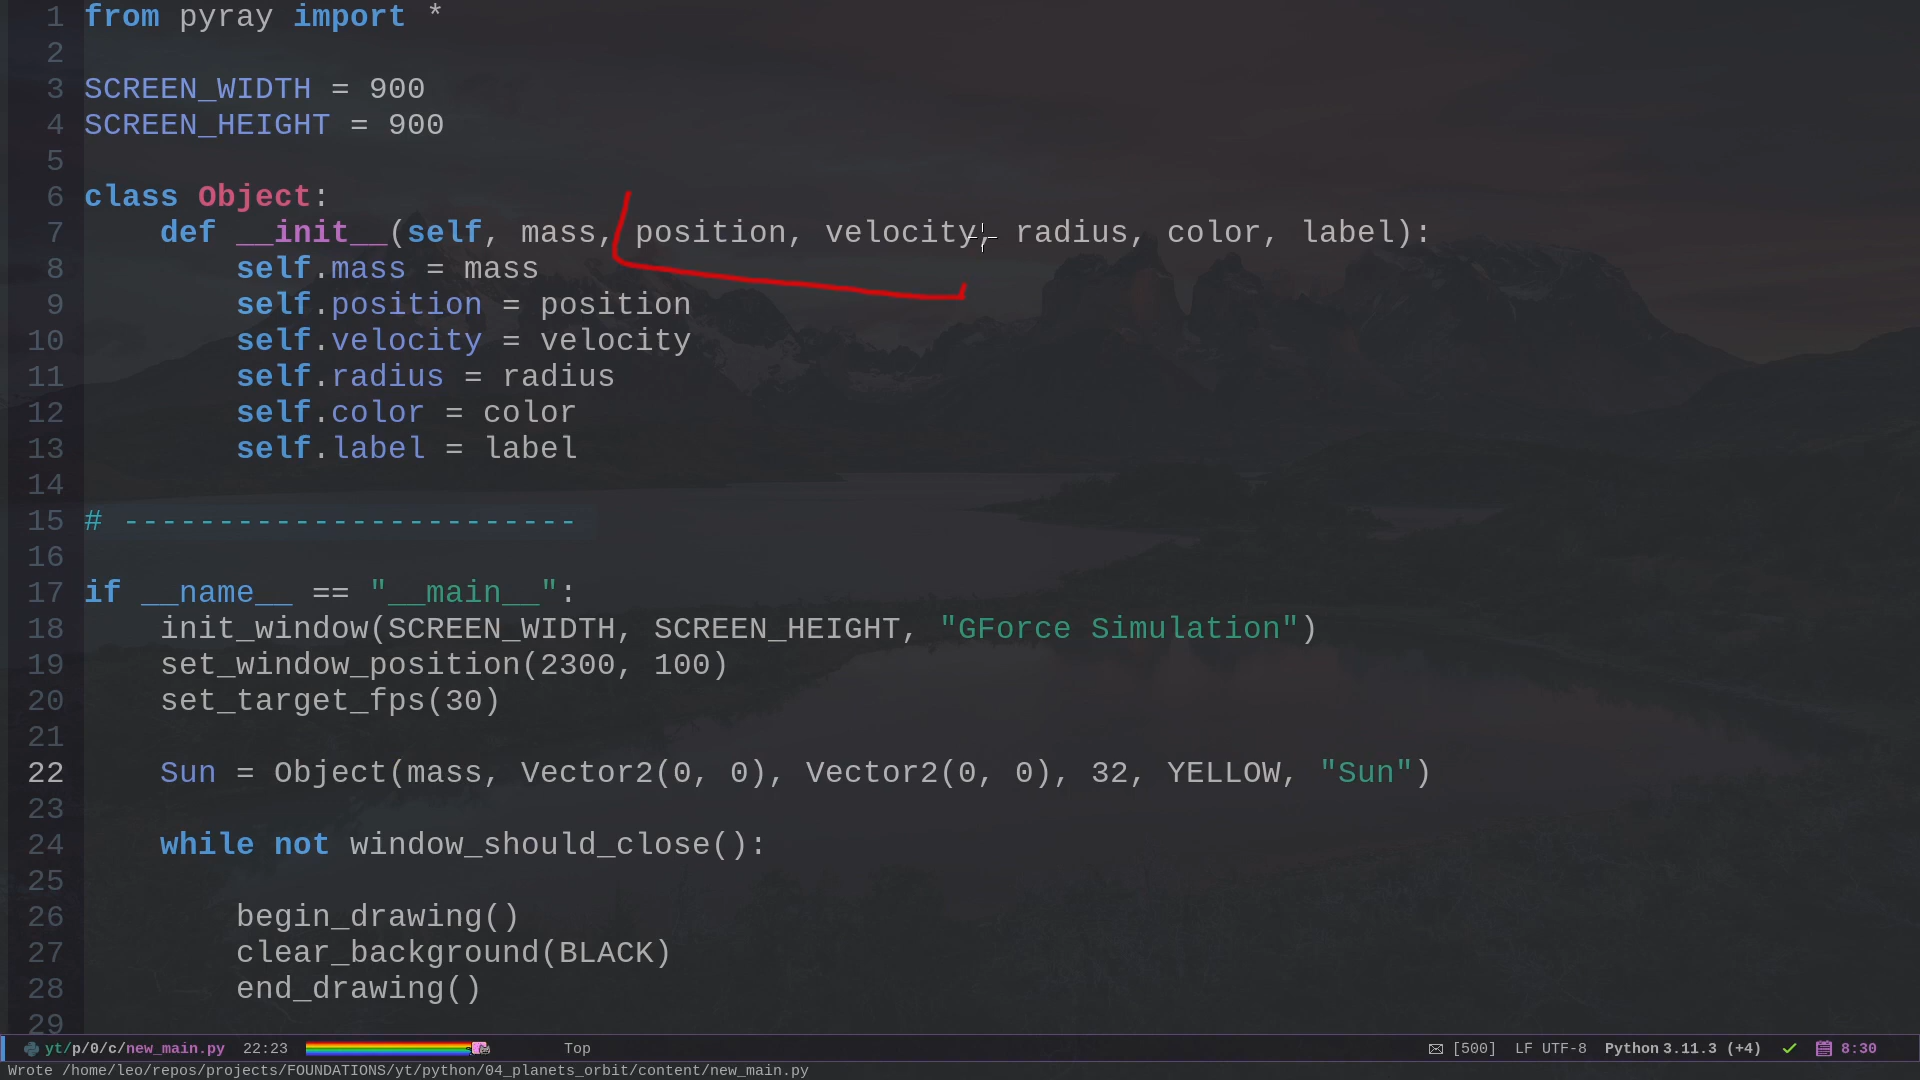 1 from pyray import *
2
3 SCREEN_WIDTH = 900
4 SCREEN_HEIGHT = 900
5
6 class Object:
7     def __init__(self, mass, position, velocity, radius, color, label):
8         self.mass = mass
9         self.position = position
10         self.velocity = velocity
11         self.radius = radius
12         self.color = color
13         self.label = label
14
15 # ------------------------
16
17 if __name__ == "__main__":
18     init_window(SCREEN_WIDTH, SCREEN_HEIGHT, "GForce Simulation")
19     set_window_position(2300, 100)
20     set_target_fps(30)
21
22     Sun = Object(mass, Vector2(0, 0), Vector2(0, 0), 32, YELLOW, "Sun")
23
24     while not window_should_close():
25
26         begin_drawing()
27         clear_background(BLACK)
28         end_drawing()
29
yt/p/0/c/new_main.py 22:23 Top [500] LF UTF-8 Python 3.11.3 (+4) 8:30
Wrote /home/leo/repos/projects/FOUNDATIONS/yt/python/04_planets_orbit/content/new_main.py